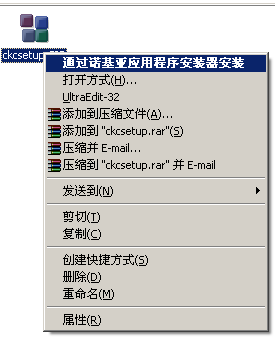 ckcsetup
通过诺基亚应用程序安装器安装
打开方式(H)...
UltraEdit-32
添加到压缩文件(A)...
添加到 "ckcsetup.rar"(S)
压缩并 E-mail...
压缩到 "ckcsetup.rar" 并 E-mail
发送到(N)
剪切(T)
复制(C)
创建快捷方式(S)
删除(D)
重命名(M)
属性(R)